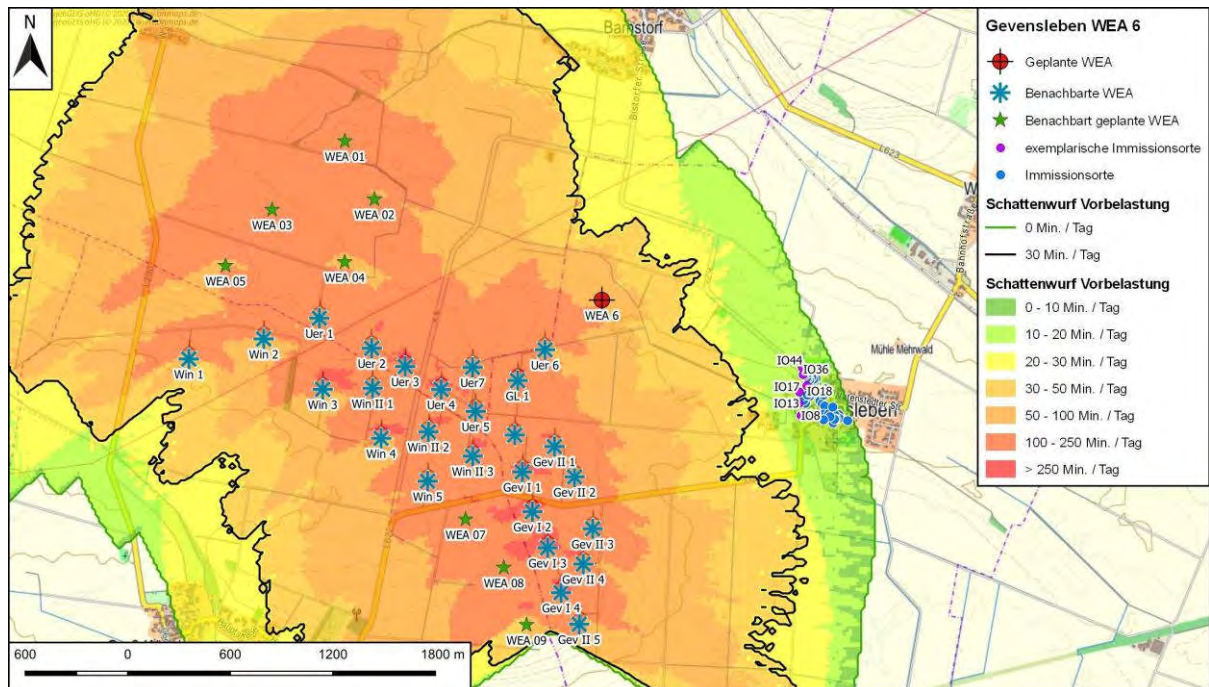 N
Barnstorf
Bistorfer Straße
L623
Bahnhofstraße
Mühle Mehrwald
WEA 01
WEA 02
WEA 03
WEA 04
WEA 05
WEA 6
Uer 1
Win 2
Win 1
Uer 2
Uer 3
Uer7
Uer 6
Win 3
Win II 1
Uer 4
GL 1
Uer 5
Win 4
Win II 2
Gev II 1
Win II 3
Gev I 1
Gev II 2
Win 5
Gev I 2
WEA 07
Gev II 3
Gev I 3
WEA 08
Gev II 4
Gev I 4
WEA 09
Gev II 5
IO44
IO36
IO17
IO18
IO13
IO8
600 0 600 1200 1800 m
Gevensleben WEA 6
Geplante WEA
Benachbarte WEA
Benachbart geplante WEA
exemplarische Immissionsorte
Immissionsorte
Schattenwurf Vorbelastung
0 Min. / Tag
30 Min. / Tag
Schattenwurf Vorbelastung
0 - 10 Min. / Tag
10 - 20 Min. / Tag
20 - 30 Min. / Tag
30 - 50 Min. / Tag
50 - 100 Min. / Tag
100 - 250 Min. / Tag
> 250 Min. / Tag